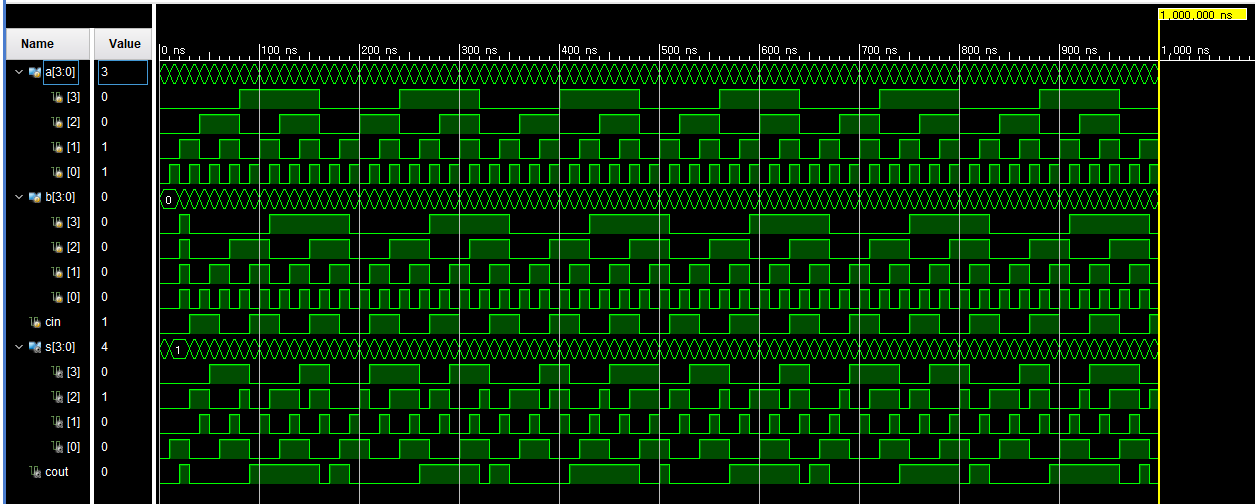 1,000,000 ns
Name Value
0 ns 100 ns 200 ns 300 ns 400 ns 500 ns 600 ns 700 ns 800 ns 900 ns 1,000 ns
a[3:0] 3
[3] 0
[2] 0
[1] 1
[0] 1
b[3:0] 0 0
[3] 0
[2] 0
[1] 0
[0] 0
cin 1
s[3:0] 4 1
[3] 0
[2] 1
[1] 0
[0] 0
cout 0